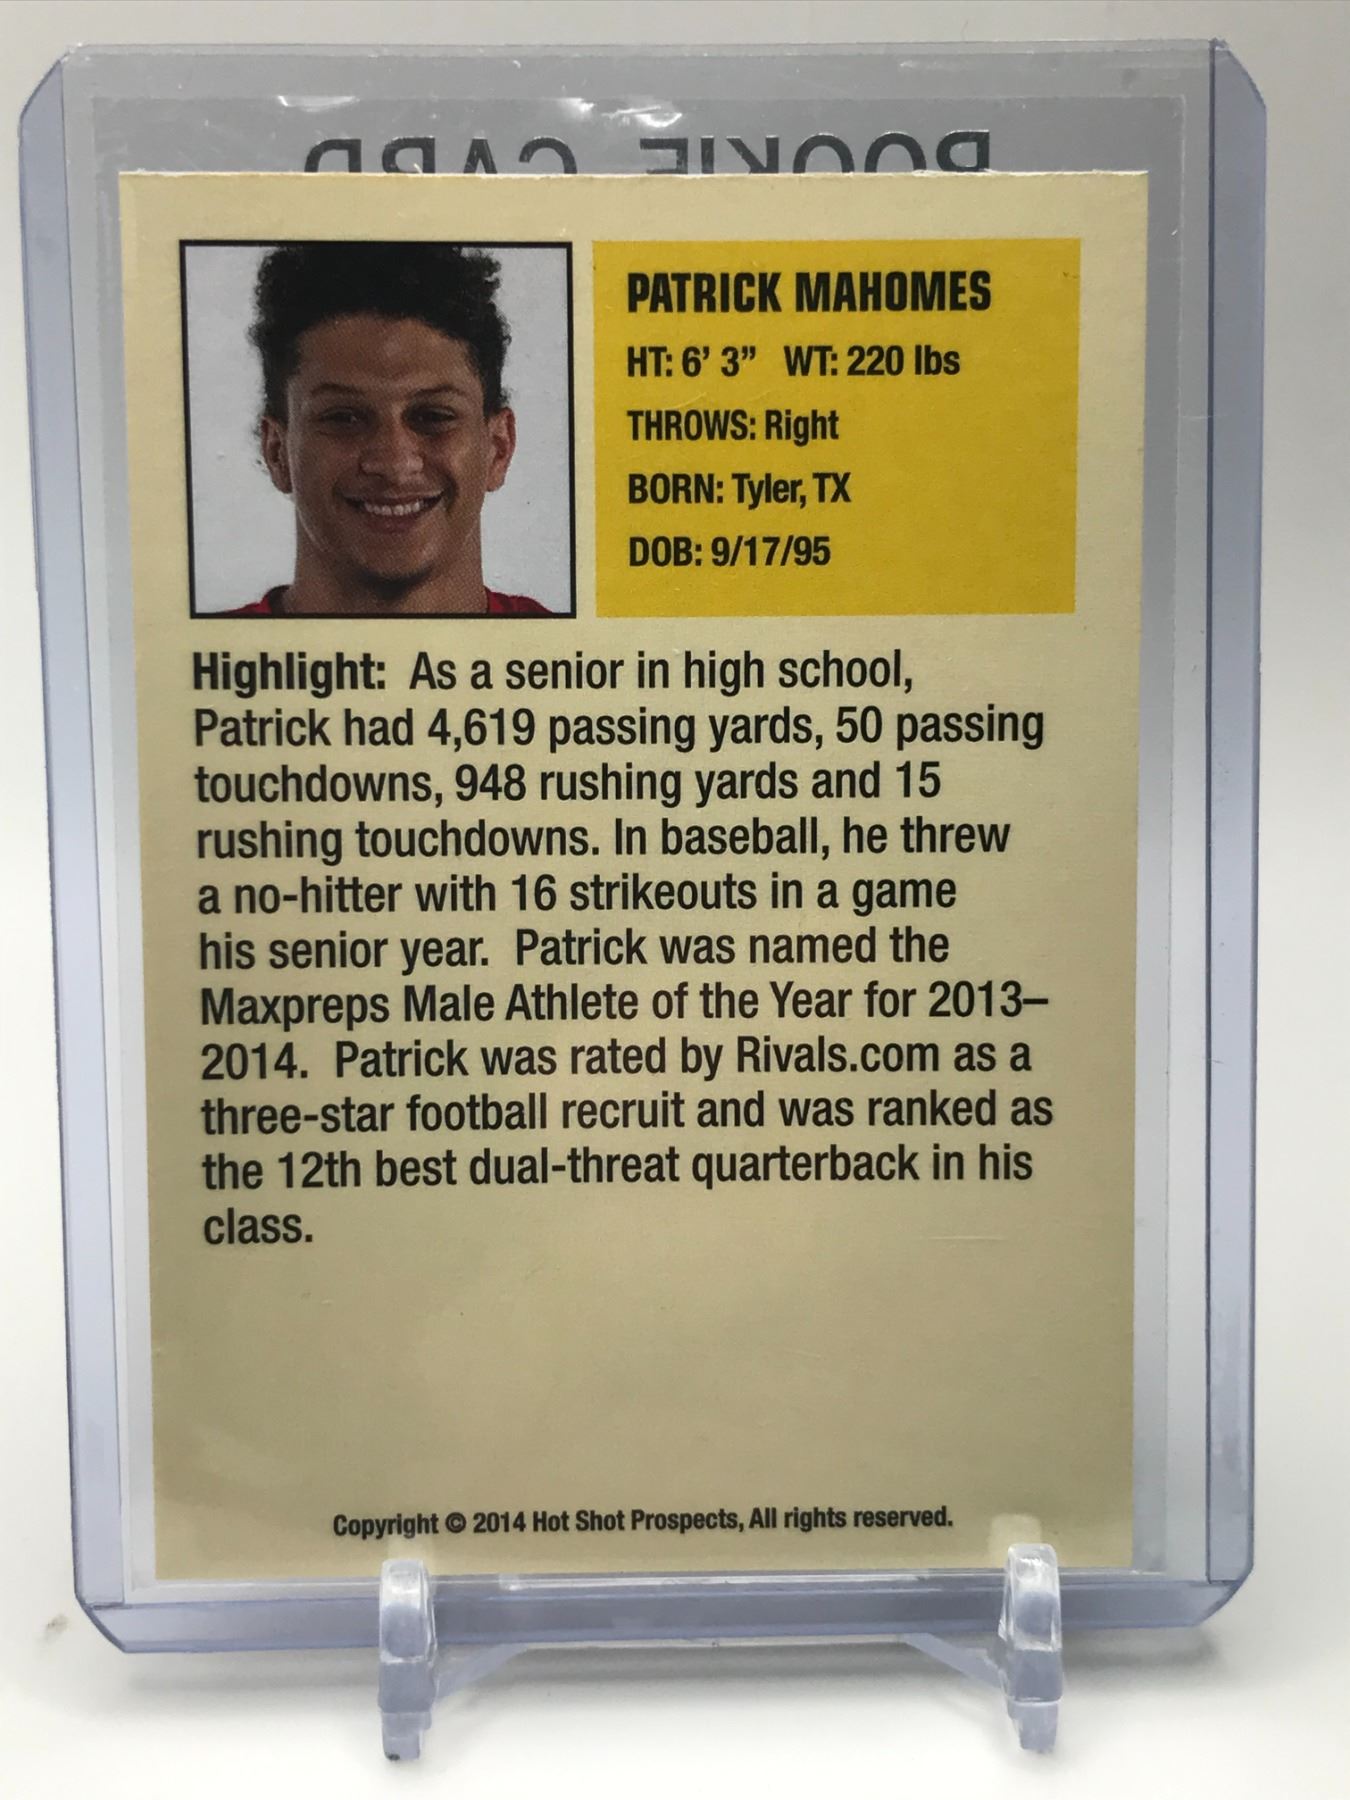 ROOKIE CARD
PATRICK MAHOMES
HT: 6’ 3” WT: 220 lbs
THROWS: Right
BORN: Tyler, TX
DOB: 9/17/95
Highlight: As a senior in high school,
Patrick had 4,619 passing yards, 50 passing
touchdowns, 948 rushing yards and 15
rushing touchdowns. In baseball, he threw
a no-hitter with 16 strikeouts in a game
his senior year. Patrick was named the
Maxpreps Male Athlete of the Year for 2013–
2014. Patrick was rated by Rivals.com as a
three-star football recruit and was ranked as
the 12th best dual-threat quarterback in his
class.
Copyright © 2014 Hot Shot Prospects, All rights reserved.